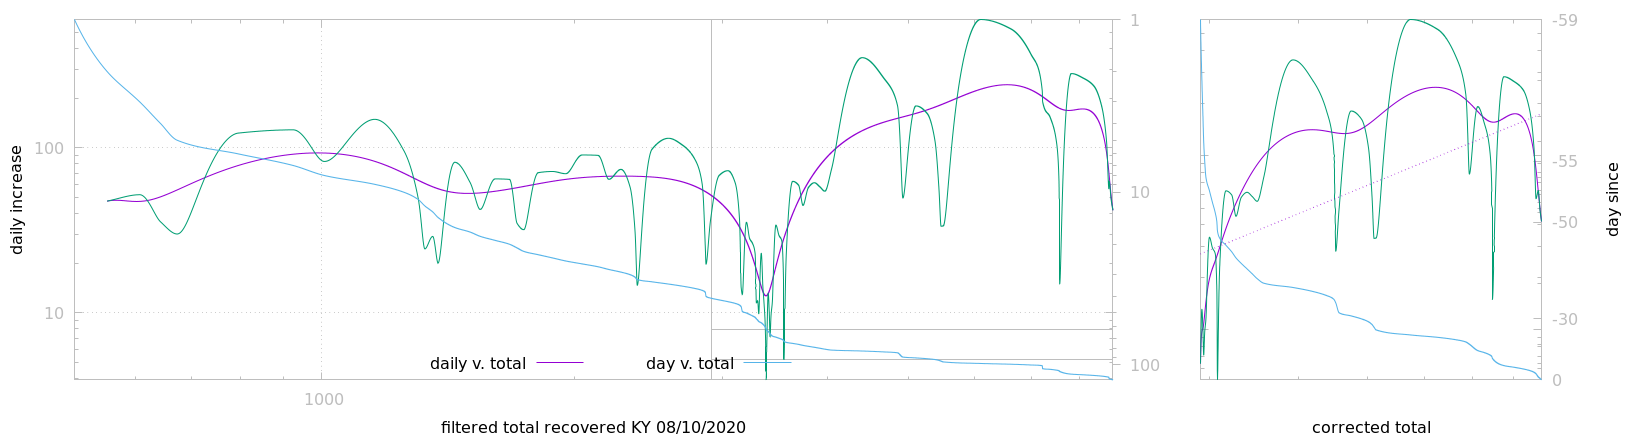 1 -59
100 -55
daily increase 10 -50 day since
10 -30
daily v. total day v. total 100 0
1000
filtered total recovered KY 08/10/2020 corrected total